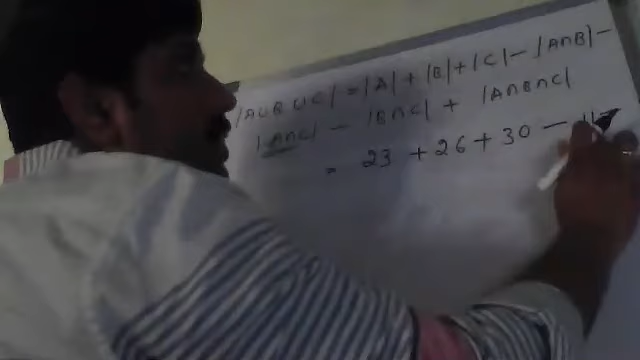 |A∪B∪C| = |A| + |B| + |C| - |A∩B| -
|A∩C| - |B∩C| + |A∩B∩C|
= 23 + 26 + 30 -